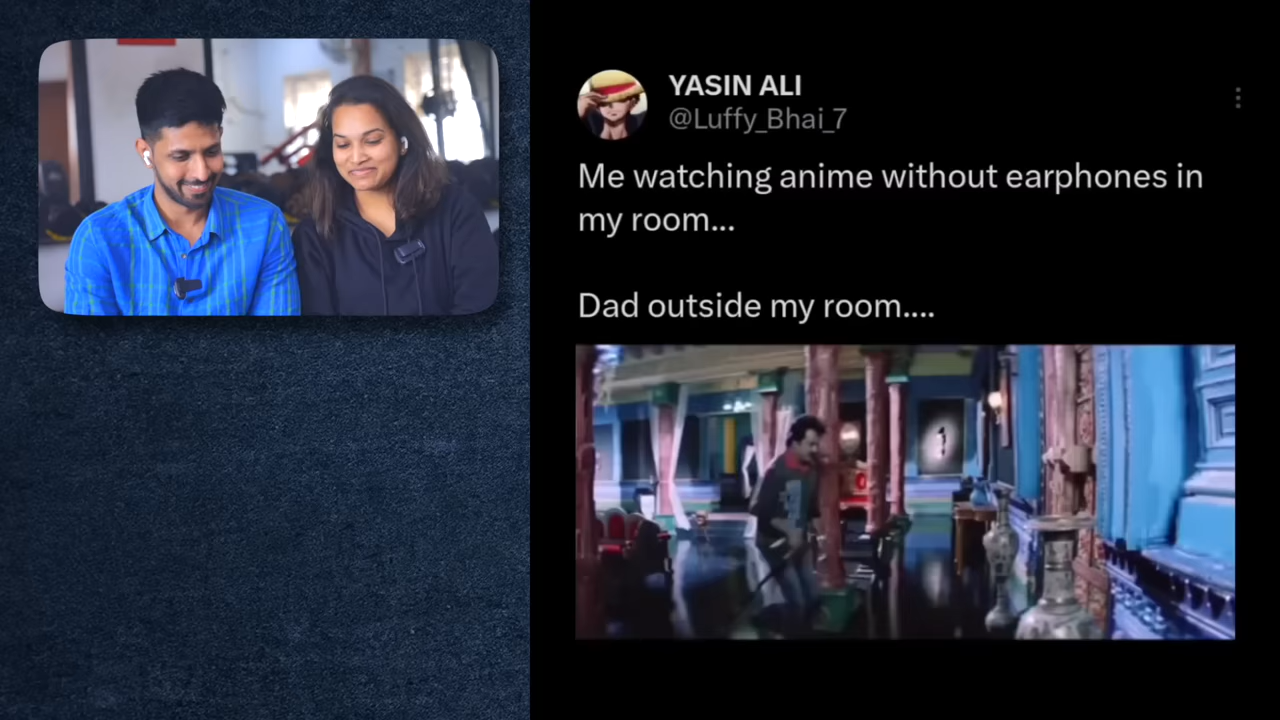 YASIN ALI
@Luffy_Bhai_7
Me watching anime without earphones in
my room...
Dad outside my room....